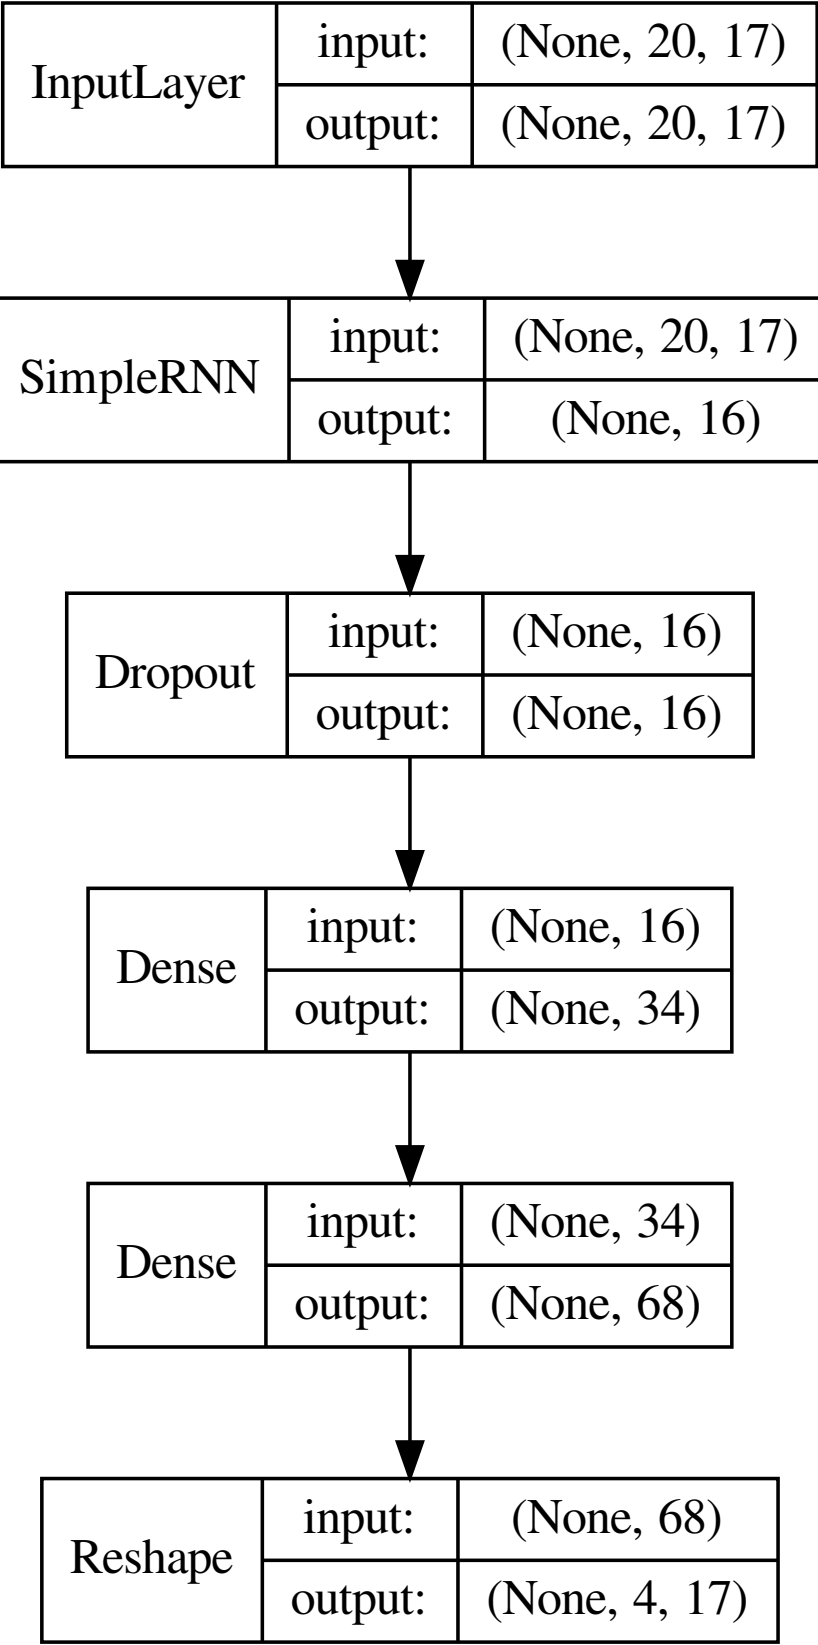 InputLayer
input: (None, 20, 17)
output: (None, 20, 17)
SimpleRNN
input: (None, 20, 17)
output: (None, 16)
Dropout
input: (None, 16)
output: (None, 16)
Dense
input: (None, 16)
output: (None, 34)
Dense
input: (None, 34)
output: (None, 68)
Reshape
input: (None, 68)
output: (None, 4, 17)